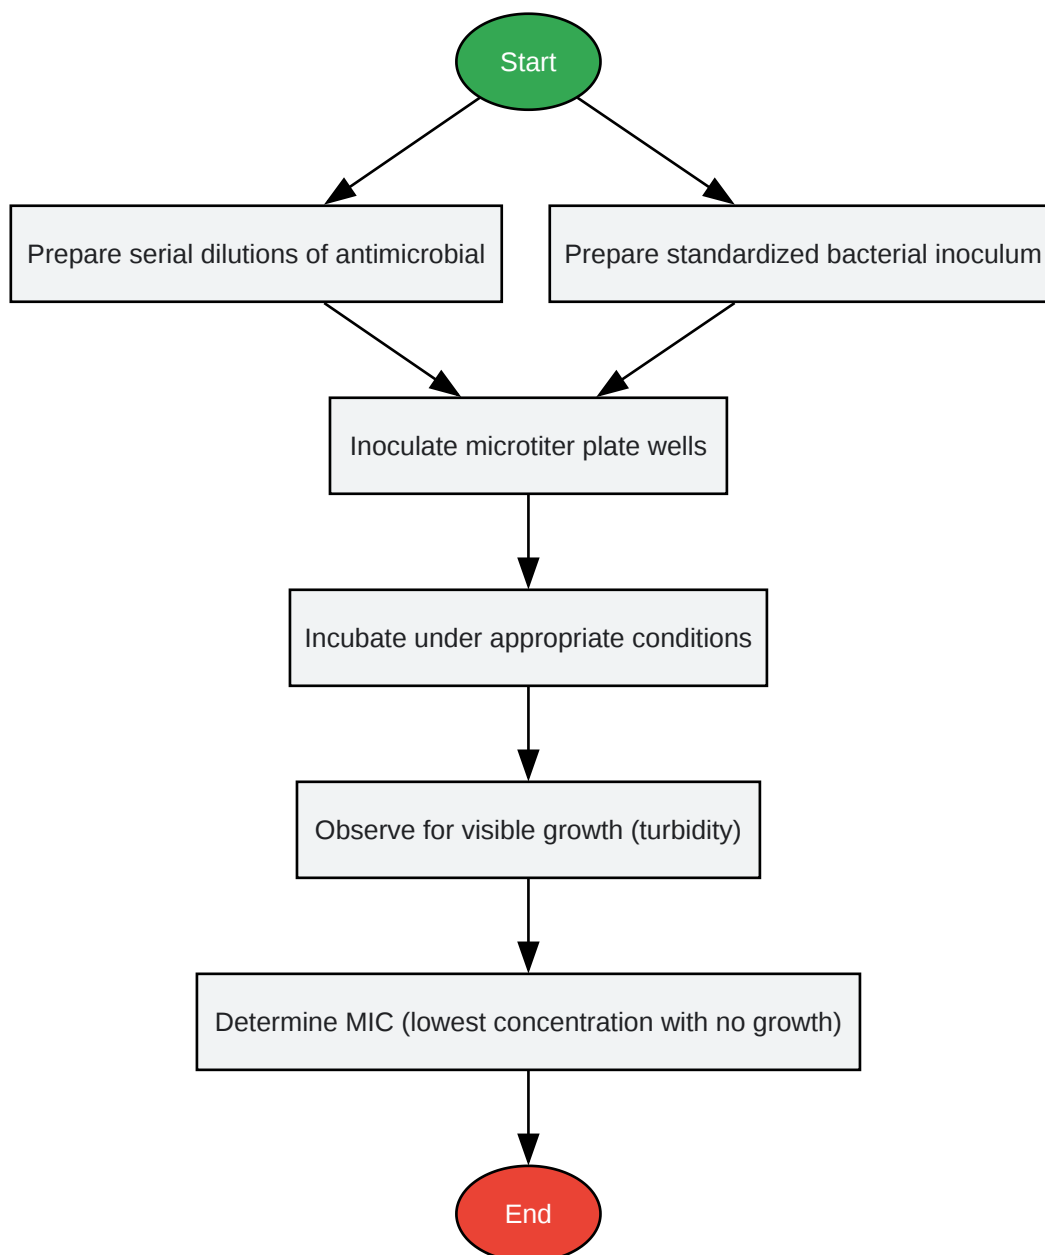 Start
Prepare serial dilutions of antimicrobial
Prepare standardized bacterial inoculum
Inoculate microtiter plate wells
Incubate under appropriate conditions
Observe for visible growth (turbidity)
Determine MIC (lowest concentration with no growth)
End